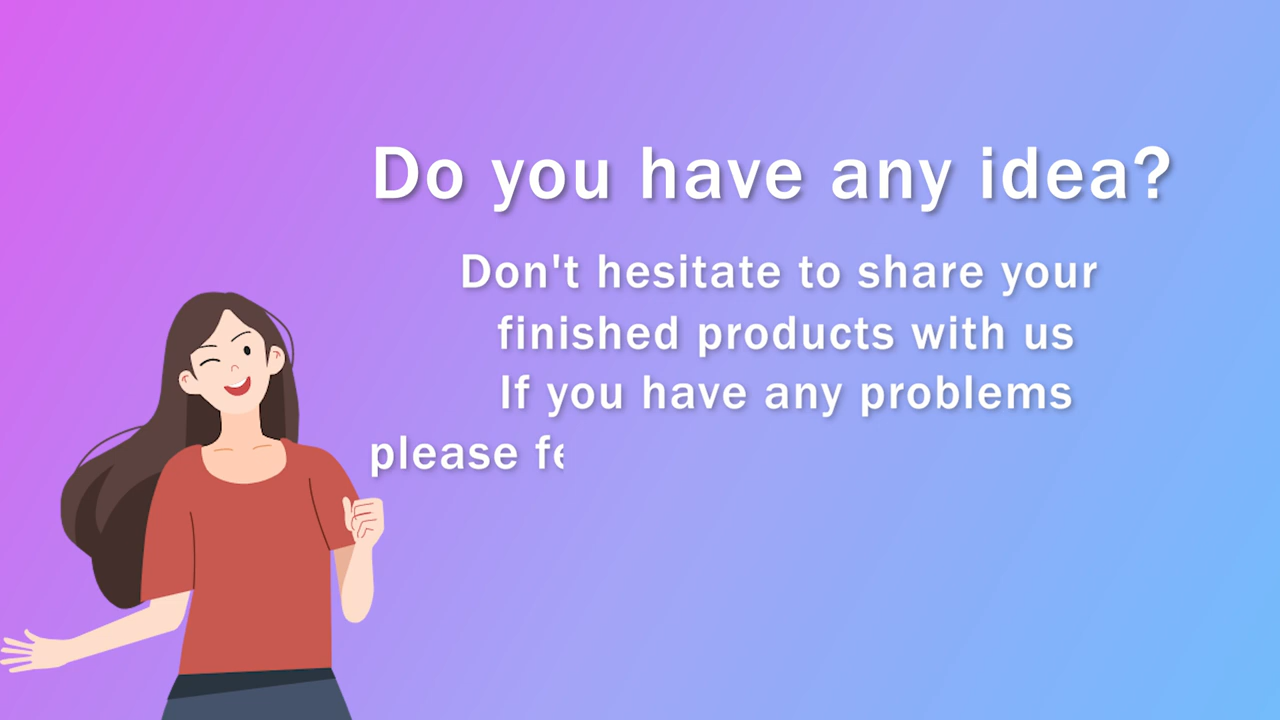 Do you have any idea?
Don't hesitate to share your
finished products with us
If you have any problems
please